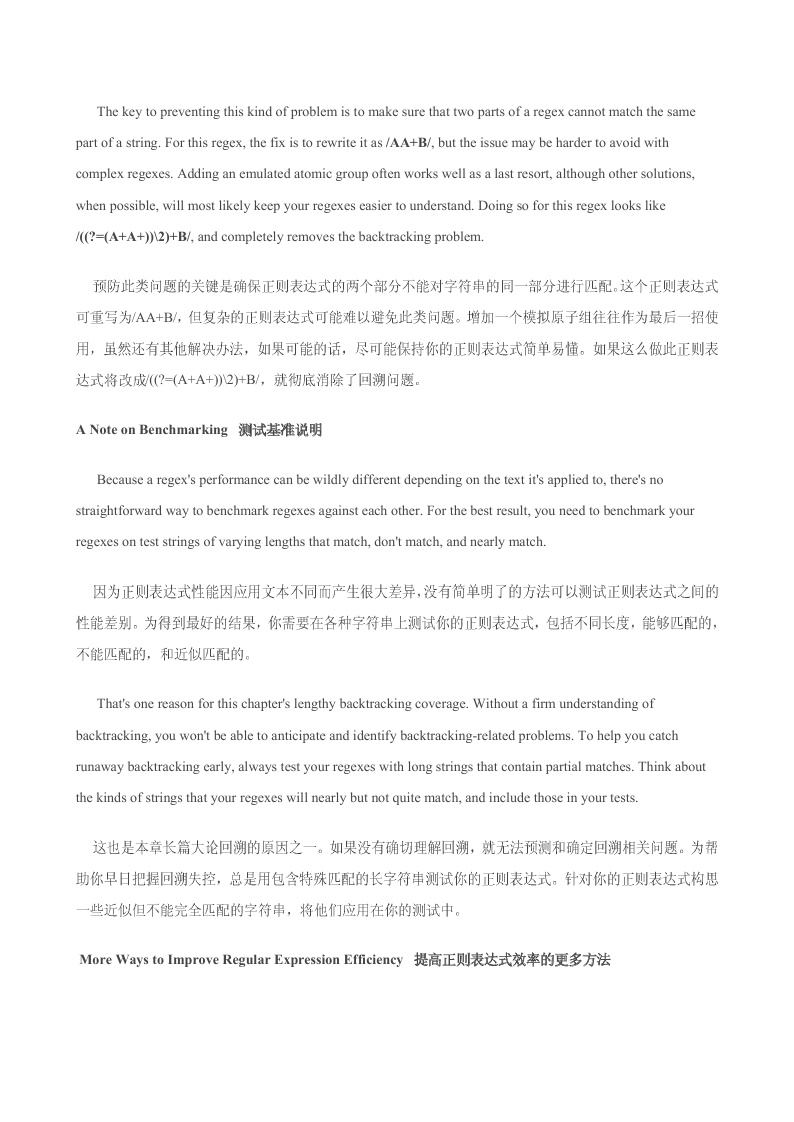 The key to preventing this kind of problem is to make sure that two parts of a regex cannot match the same
part of a string. For this regex, the fix is to rewrite it as /AA+B/, but the issue may be harder to avoid with
complex regexes. Adding an emulated atomic group often works well as a last resort, although other solutions,
when possible, will most likely keep your regexes easier to understand. Doing so for this regex looks like
/((?=(A+A+))\2)+B/, and completely removes the backtracking problem.
预防此类问题的关键是确保正则表达式的两个部分不能对字符串的同一部分进行匹配。这个正则表达式
可重写为/AA+B/，但复杂的正则表达式可能难以避免此类问题。增加一个模拟原子组往往作为最后一招使
用，虽然还有其他解决办法，如果可能的话，尽可能保持你的正则表达式简单易懂。如果这么做此正则表
达式将改成/((?=(A+A+))\2)+B/，就彻底消除了回溯问题。
A Note on Benchmarking 测试基准说明
Because a regex's performance can be wildly different depending on the text it's applied to, there's no
straightforward way to benchmark regexes against each other. For the best result, you need to benchmark your
regexes on test strings of varying lengths that match, don't match, and nearly match.
因为正则表达式性能因应用文本不同而产生很大差异，没有简单明了的方法可以测试正则表达式之间的
性能差别。为得到最好的结果，你需要在各种字符串上测试你的正则表达式，包括不同长度，能够匹配的，
不能匹配的，和近似匹配的。
That's one reason for this chapter's lengthy backtracking coverage. Without a firm understanding of
backtracking, you won't be able to anticipate and identify backtracking-related problems. To help you catch
runaway backtracking early, always test your regexes with long strings that contain partial matches. Think about
the kinds of strings that your regexes will nearly but not quite match, and include those in your tests.
这也是本章长篇大论回溯的原因之一。如果没有确切理解回溯，就无法预测和确定回溯相关问题。为帮
助你早日把握回溯失控，总是用包含特殊匹配的长字符串测试你的正则表达式。针对你的正则表达式构思
一些近似但不能完全匹配的字符串，将他们应用在你的测试中。
More Ways to Improve Regular Expression Efficiency 提高正则表达式效率的更多方法